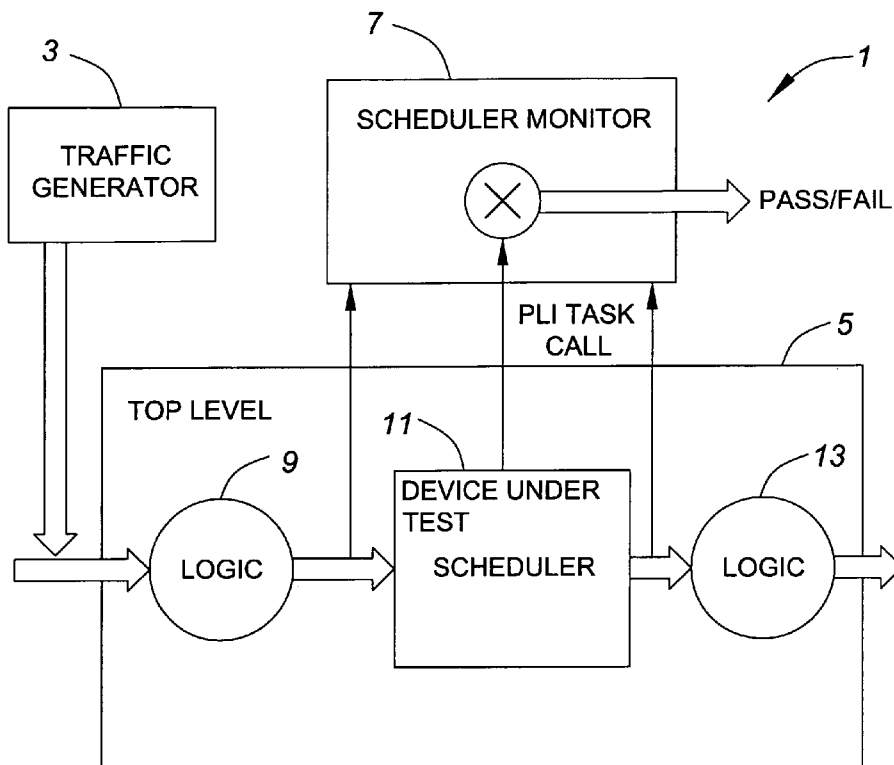 7
3
1
SCHEDULER MONITOR
TRAFFIC
GENERATOR
PASS/FAIL
PLI TASK
CALL
5
TOP LEVEL
11
13
9
DEVICE UNDER
TEST
LOGIC
SCHEDULER
LOGIC